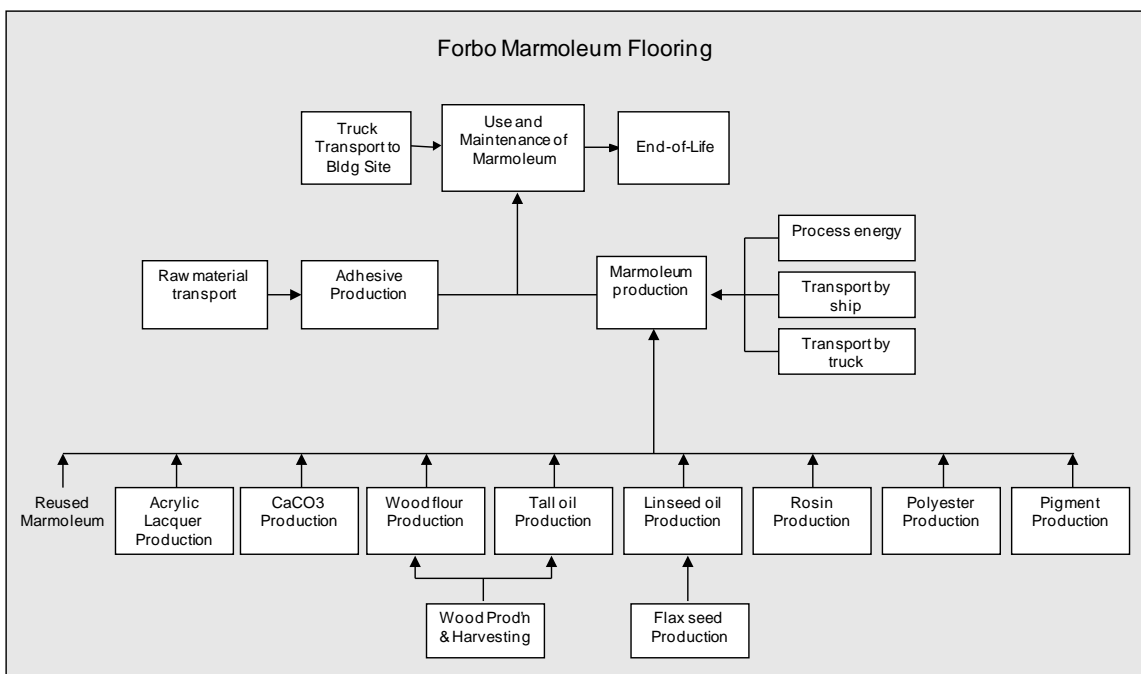 Forbo Marmoleum Flooring
Truck
Transport to
Bldg Site
Use and
Maintenance of
Marmoleum
End-of-Life
Raw material
transport
Adhesive
Production
Marmoleum
production
Process energy
Transport by
ship
Transport by
truck
Reused
Marmoleum
Acrylic
Lacquer
Production
CaCO3
Production
Wood flour
Production
Tall oil
Production
Linseed oil
Production
Rosin
Production
Polyester
Production
Pigment
Production
Wood Prod'n
& Harvesting
Flax seed
Production